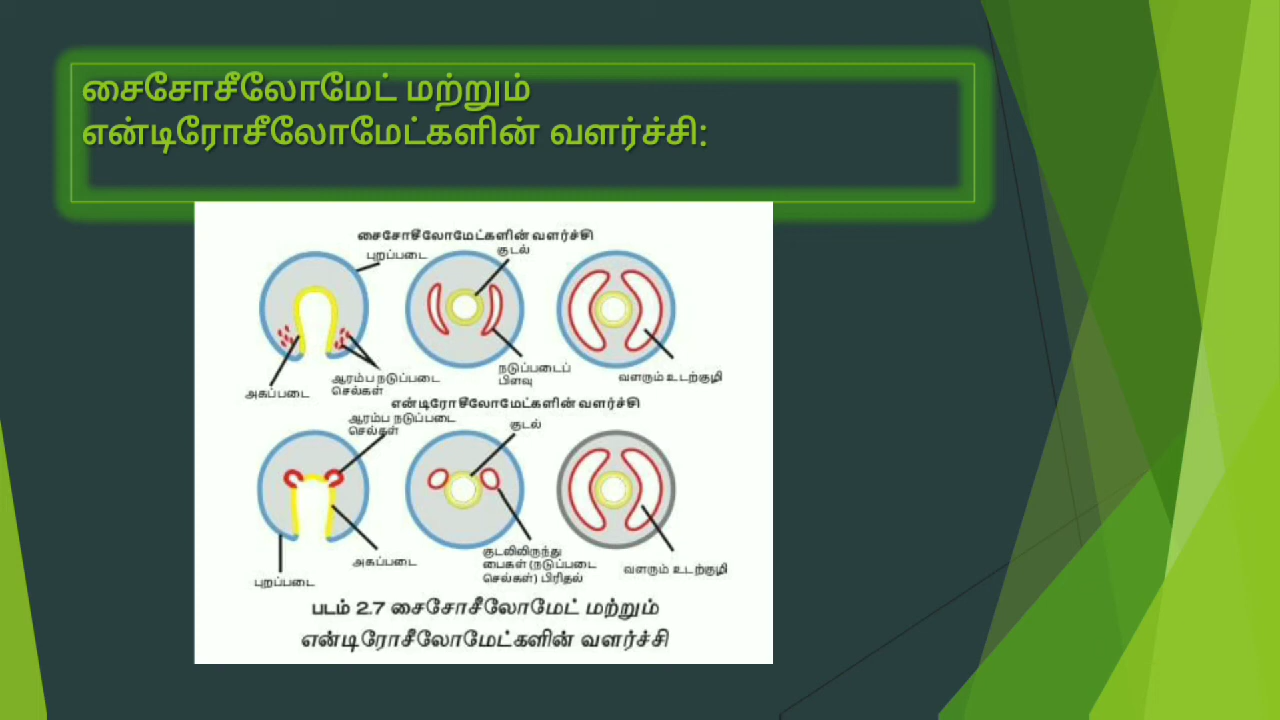 சைசோசீலோமேட் மற்றும்
என்டிரோசீலோமேட்களின் வளர்ச்சி:
சைசோசீலோமேட்களின் வளர்ச்சி
புறப்படை
குடல்
அகப்படை
ஆரம்ப நடுப்படை
செல்கள்
நடுப்படைப்
பிளவு
வளரும் உடற்குழி
என்டிரோசீலோமேட்களின் வளர்ச்சி
ஆரம்ப நடுப்படை
செல்கள்
குடல்
புறப்படை
அகப்படை
குடலிலிருந்து
பைகள் (நடுப்படை
செல்கள்) பிரிதல்
வளரும் உடற்குழி
படம் 2.7 சைசோசீலோமேட் மற்றும்
என்டிரோசீலோமேட்களின் வளர்ச்சி